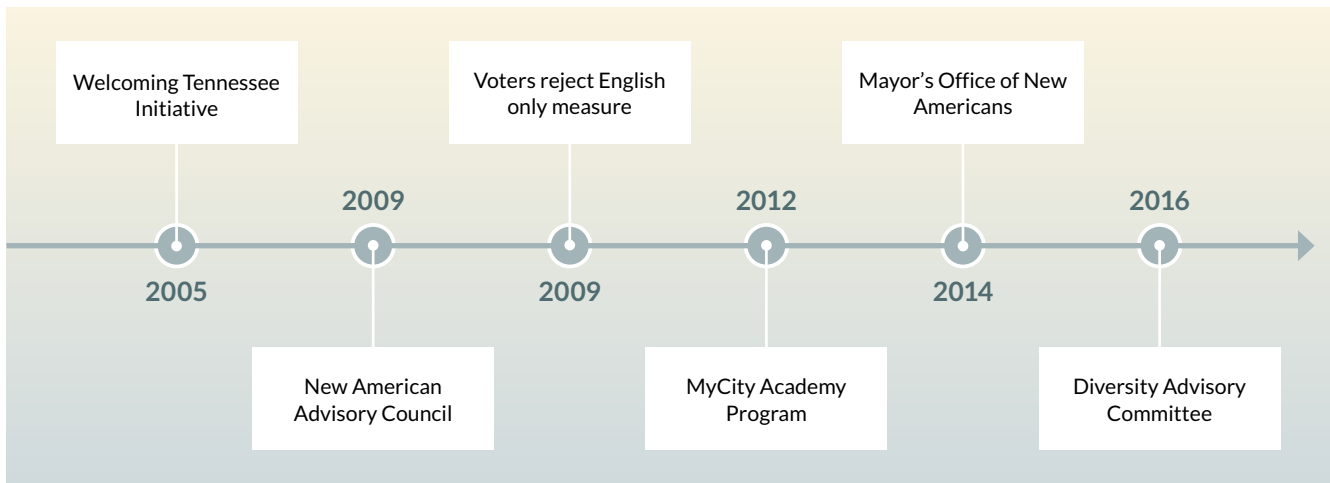 Welcoming Tennessee
Initiative
2005
2009
New American
Advisory Council
Voters reject English
only measure
2009
2012
MyCity Academy
Program
Mayor’s Office of New
Americans
2014
2016
Diversity Advisory
Committee